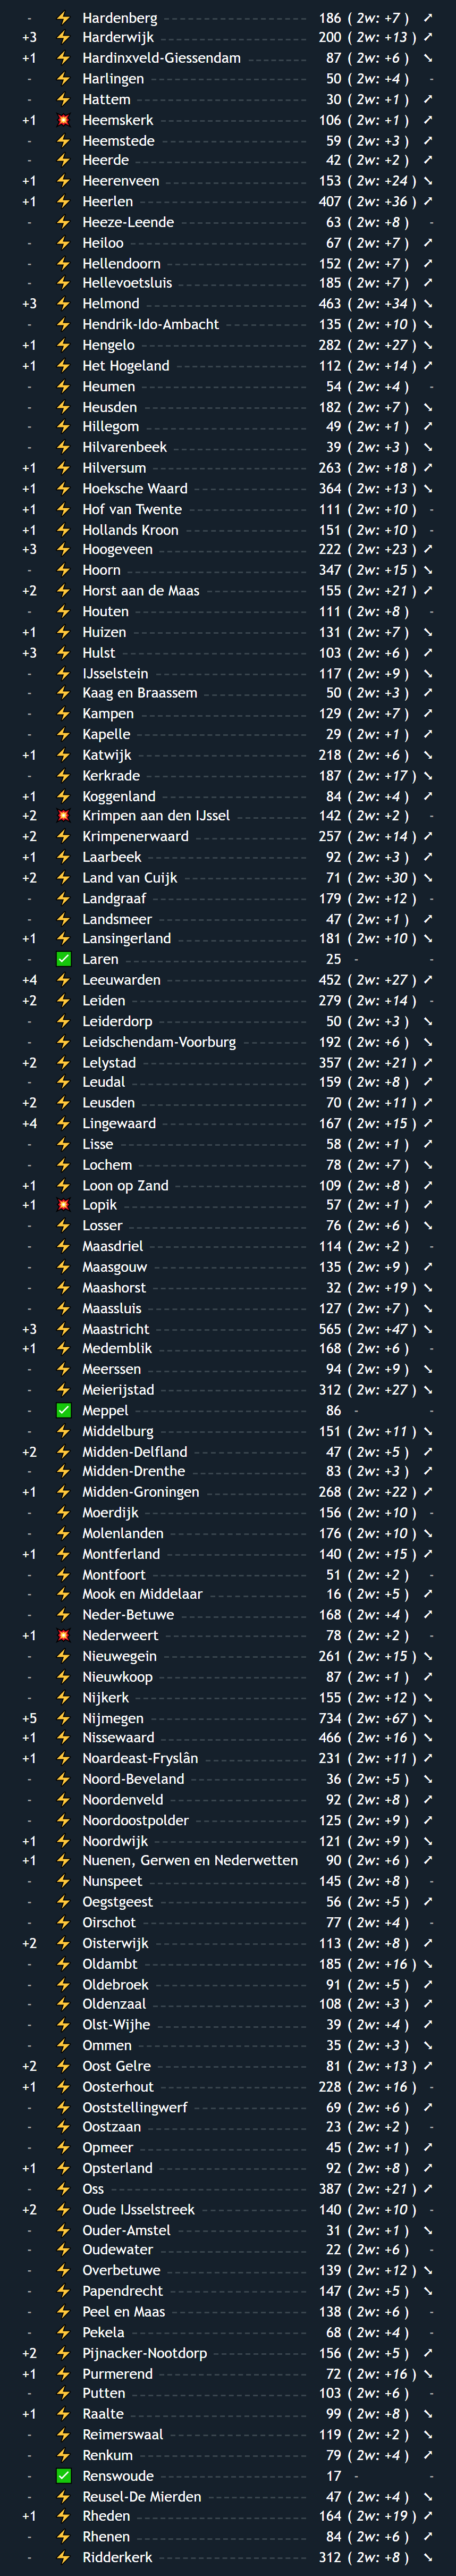 - ⚡ Hardenberg 186 ( 2w: +7 ) ↗
+3 ⚡ Harderwijk 200 ( 2w: +13 ) ↗
+1 ⚡ Hardinxveld-Giessendam 87 ( 2w: +6 ) ↘
- ⚡ Harlingen 50 ( 2w: +4 ) -
- ⚡ Hattem 30 ( 2w: +1 ) ↗
+1 💥 Heemskerk 106 ( 2w: +1 ) ↗
- ⚡ Heemstede 59 ( 2w: +3 ) ↗
- ⚡ Heerde 42 ( 2w: +2 ) ↗
+1 ⚡ Heerenveen 153 ( 2w: +24 ) ↘
+1 ⚡ Heerlen 407 ( 2w: +36 ) ↗
- ⚡ Heeze-Leende 63 ( 2w: +8 ) -
- ⚡ Heiloo 67 ( 2w: +7 ) ↗
- ⚡ Hellendoorn 152 ( 2w: +7 ) ↗
- ⚡ Hellevoetsluis 185 ( 2w: +7 ) ↗
+3 ⚡ Helmond 463 ( 2w: +34 ) ↘
- ⚡ Hendrik-Ido-Ambacht 135 ( 2w: +10 ) ↘
+1 ⚡ Hengelo 282 ( 2w: +27 ) ↘
+1 ⚡ Het Hogeland 112 ( 2w: +14 ) ↗
- ⚡ Heumen 54 ( 2w: +4 ) -
- ⚡ Heusden 182 ( 2w: +7 ) ↘
- ⚡ Hillegom 49 ( 2w: +1 ) ↗
- ⚡ Hilvarenbeek 39 ( 2w: +3 ) ↘
+1 ⚡ Hilversum 263 ( 2w: +18 ) ↗
+1 ⚡ Hoeksche Waard 364 ( 2w: +13 ) ↘
+1 ⚡ Hof van Twente 111 ( 2w: +10 ) -
+1 ⚡ Hollands Kroon 151 ( 2w: +10 ) -
+3 ⚡ Hoogeveen 222 ( 2w: +23 ) ↗
- ⚡ Hoorn 347 ( 2w: +15 ) ↘
+2 ⚡ Horst aan de Maas 155 ( 2w: +21 ) ↗
- ⚡ Houten 111 ( 2w: +8 ) -
+1 ⚡ Huizen 131 ( 2w: +7 ) ↘
+3 ⚡ Hulst 103 ( 2w: +6 ) ↗
- ⚡ IJsselstein 117 ( 2w: +9 ) ↘
- ⚡ Kaag en Braassem 50 ( 2w: +3 ) ↗
- ⚡ Kampen 129 ( 2w: +7 ) ↗
- ⚡ Kapelle 29 ( 2w: +1 ) ↗
+1 ⚡ Katwijk 218 ( 2w: +6 ) ↘
- ⚡ Kerkrade 187 ( 2w: +17 ) ↘
+1 ⚡ Koggenland 84 ( 2w: +4 ) ↗
+2 💥 Krimpen aan den IJssel 142 ( 2w: +2 ) -
+2 ⚡ Krimpenerwaard 257 ( 2w: +14 ) ↗
+1 ⚡ Laarbeek 92 ( 2w: +3 ) ↗
+2 ⚡ Land van Cuijk 71 ( 2w: +30 ) ↘
- ⚡ Landgraaf 179 ( 2w: +12 ) -
- ⚡ Landsmeer 47 ( 2w: +1 ) ↗
+1 ⚡ Lansingerland 181 ( 2w: +10 ) ↘
- ✅ Laren 25 - -
+4 ⚡ Leeuwarden 452 ( 2w: +27 ) ↗
+2 ⚡ Leiden 279 ( 2w: +14 ) -
- ⚡ Leiderdorp 50 ( 2w: +3 ) ↘
- ⚡ Leidschendam-Voorburg 192 ( 2w: +6 ) ↘
+2 ⚡ Lelystad 357 ( 2w: +21 ) ↗
- ⚡ Leudal 159 ( 2w: +8 ) ↗
+2 ⚡ Leusden 70 ( 2w: +11 ) ↗
+4 ⚡ Lingewaard 167 ( 2w: +15 ) ↗
- ⚡ Lisse 58 ( 2w: +1 ) ↗
- ⚡ Lochem 78 ( 2w: +7 ) ↘
+1 ⚡ Loon op Zand 109 ( 2w: +8 ) ↗
+1 💥 Lopik 57 ( 2w: +1 ) ↗
- ⚡ Losser 76 ( 2w: +6 ) ↘
- ⚡ Maasdriel 114 ( 2w: +2 ) -
- ⚡ Maasgouw 135 ( 2w: +9 ) ↗
- ⚡ Maashorst 32 ( 2w: +19 ) ↘
- ⚡ Maassluis 127 ( 2w: +7 ) ↘
+3 ⚡ Maastricht 565 ( 2w: +47 ) ↘
+1 ⚡ Medemblik 168 ( 2w: +6 ) -
- ⚡ Meerssen 94 ( 2w: +9 ) ↘
- ⚡ Meierijstad 312 ( 2w: +27 ) ↘
- ✅ Meppel 86 - -
- ⚡ Middelburg 151 ( 2w: +11 ) ↘
+2 ⚡ Midden-Delfland 47 ( 2w: +5 ) ↗
- ⚡ Midden-Drenthe 83 ( 2w: +3 ) ↗
+1 ⚡ Midden-Groningen 268 ( 2w: +22 ) ↗
- ⚡ Moerdijk 156 ( 2w: +10 ) -
- ⚡ Molenlanden 176 ( 2w: +10 ) ↘
+1 ⚡ Montferland 140 ( 2w: +15 ) ↗
- ⚡ Montfoort 51 ( 2w: +2 ) -
- ⚡ Mook en Middelaar 16 ( 2w: +5 ) ↗
- ⚡ Neder-Betuwe 168 ( 2w: +4 ) ↗
+1 💥 Nederweert 78 ( 2w: +2 ) -
- ⚡ Nieuwegein 261 ( 2w: +15 ) ↘
- ⚡ Nieuwkoop 87 ( 2w: +1 ) ↗
- ⚡ Nijkerk 155 ( 2w: +12 ) ↘
+5 ⚡ Nijmegen 734 ( 2w: +67 ) ↘
+1 ⚡ Nissewaard 466 ( 2w: +16 ) ↘
+1 ⚡ Noardeast-Fryslân 231 ( 2w: +11 ) ↗
- ⚡ Noord-Beveland 36 ( 2w: +5 ) ↘
- ⚡ Noordenveld 92 ( 2w: +8 ) ↗
- ⚡ Noordoostpolder 125 ( 2w: +9 ) ↗
+1 ⚡ Noordwijk 121 ( 2w: +9 ) ↘
+1 ⚡ Nuenen, Gerwen en Nederwetten 90 ( 2w: +6 ) ↗
- ⚡ Nunspeet 145 ( 2w: +8 ) -
- ⚡ Oegstgeest 56 ( 2w: +5 ) ↗
- ⚡ Oirschot 77 ( 2w: +4 ) -
+2 ⚡ Oisterwijk 113 ( 2w: +8 ) ↗
- ⚡ Oldambt 185 ( 2w: +16 ) ↘
- ⚡ Oldebroek 91 ( 2w: +5 ) ↗
- ⚡ Oldenzaal 108 ( 2w: +3 ) ↗
- ⚡ Olst-Wijhe 39 ( 2w: +4 ) ↗
- ⚡ Ommen 35 ( 2w: +3 ) ↘
+2 ⚡ Oost Gelre 81 ( 2w: +13 ) ↗
+1 ⚡ Oosterhout 228 ( 2w: +16 ) -
- ⚡ Ooststellingwerf 69 ( 2w: +6 ) ↗
- ⚡ Oostzaan 23 ( 2w: +2 ) -
- ⚡ Opmeer 45 ( 2w: +1 ) ↗
+1 ⚡ Opsterland 92 ( 2w: +8 ) ↗
- ⚡ Oss 387 ( 2w: +21 ) ↗
+2 ⚡ Oude IJsselstreek 140 ( 2w: +10 ) -
- ⚡ Ouder-Amstel 31 ( 2w: +1 ) ↘
- ⚡ Oudewater 22 ( 2w: +6 ) -
- ⚡ Overbetuwe 139 ( 2w: +12 ) ↘
- ⚡ Papendrecht 147 ( 2w: +5 ) ↘
- ⚡ Peel en Maas 138 ( 2w: +6 ) -
- ⚡ Pekela 68 ( 2w: +4 ) -
+2 ⚡ Pijnacker-Nootdorp 156 ( 2w: +5 ) ↗
+1 ⚡ Purmerend 72 ( 2w: +16 ) ↘
- ⚡ Putten 103 ( 2w: +6 ) -
+1 ⚡ Raalte 99 ( 2w: +8 ) ↘
- ⚡ Reimerswaal 119 ( 2w: +2 ) ↘
- ⚡ Renkum 79 ( 2w: +4 ) ↗
- ✅ Renswoude 17 - -
- ⚡ Reusel-De Mierden 47 ( 2w: +4 ) ↘
+1 ⚡ Rheden 164 ( 2w: +19 ) ↗
- ⚡ Rhenen 84 ( 2w: +6 ) ↗
- ⚡ Ridderkerk 312 ( 2w: +8 ) ↘